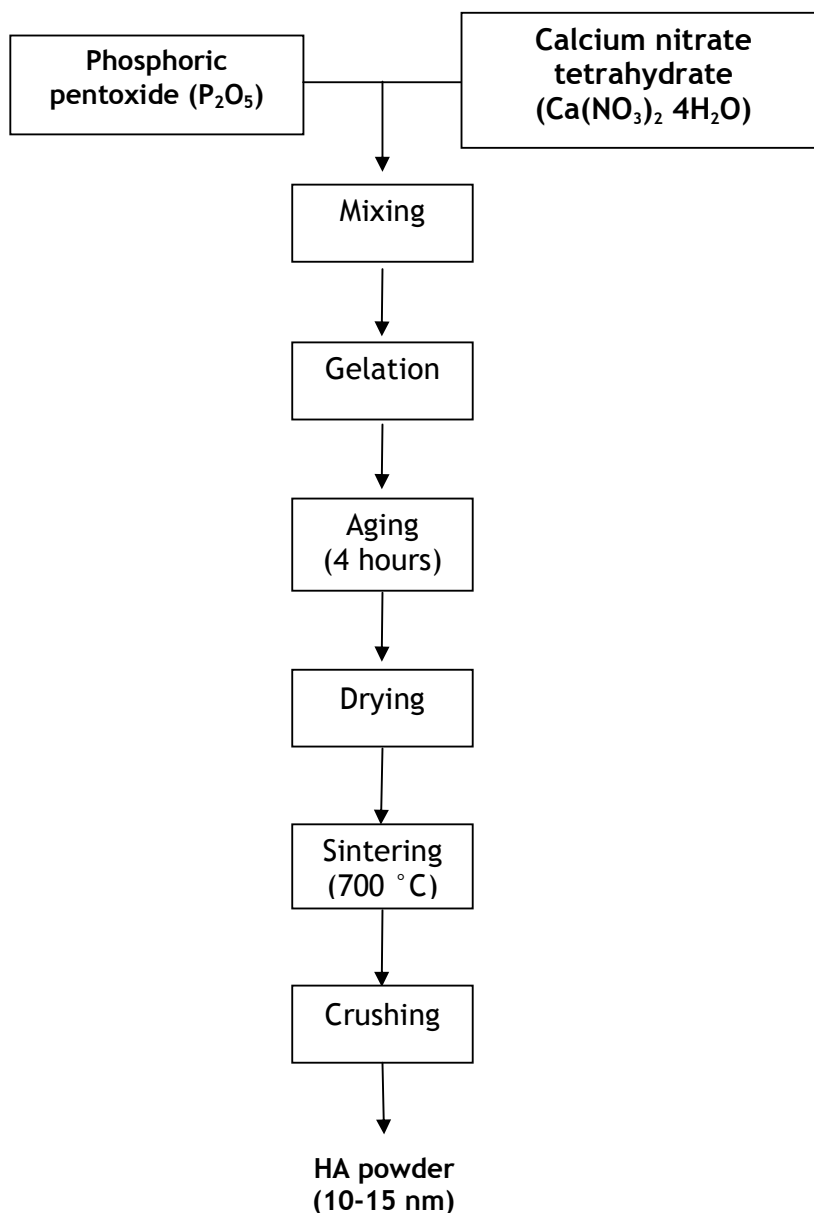 Phosphoric
pentoxide (P₂O₅)
Calcium nitrate
tetrahydrate
(Ca(NO₃)₂ 4H₂O)
Mixing
Gelation
Aging
(4 hours)
Drying
Sintering
(700 °C)
Crushing
HA powder
(10-15 nm)